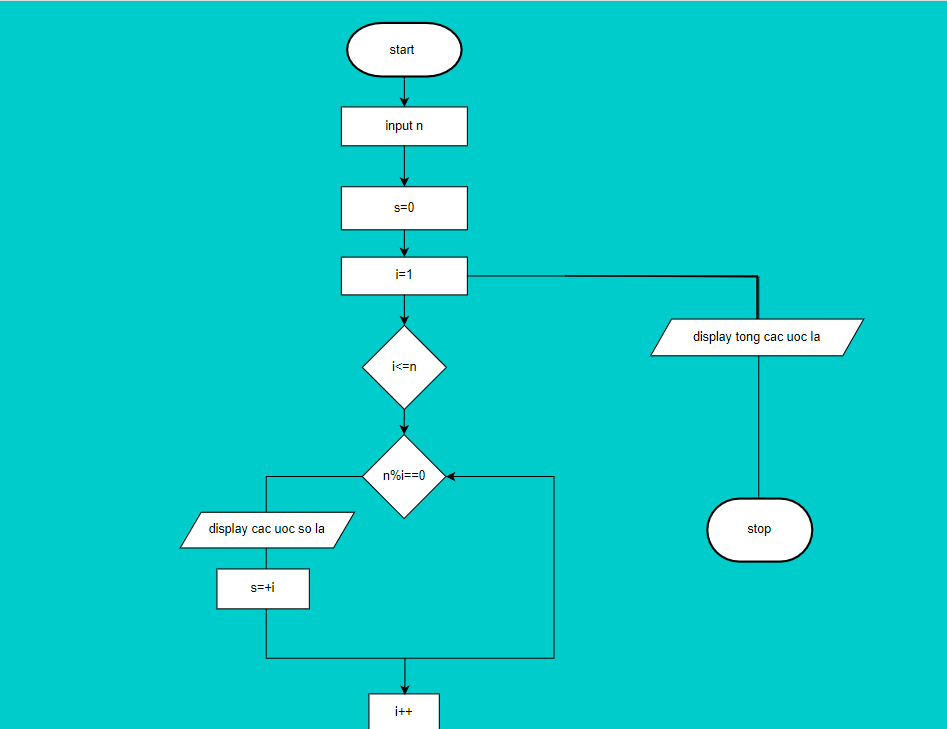 start
input n
s=0
i=1
display tong cac uoc la
i<=n
n%i==0
display cac uoc so la
stop
s=+i
i++